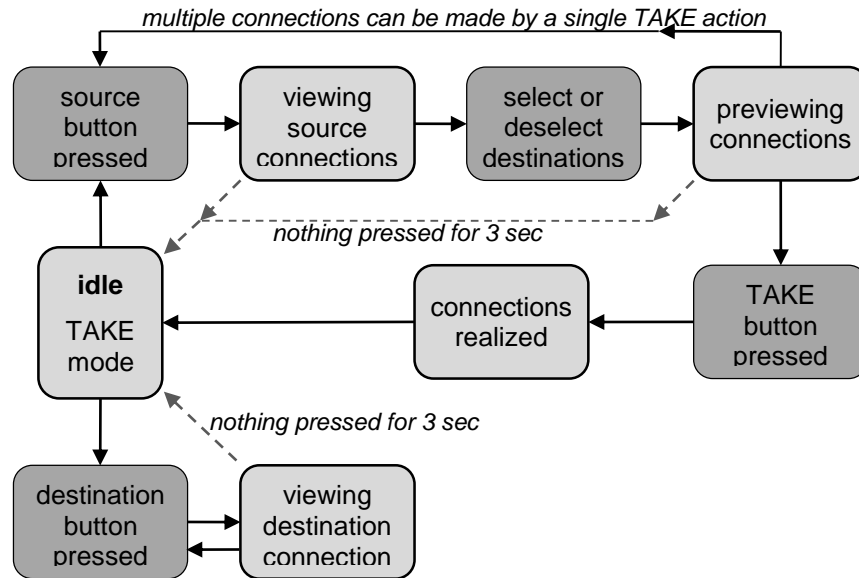 multiple connections can be made by a single TAKE action
source
button
pressed
viewing
source
connections
select or
deselect
destinations
previewing
connections
nothing pressed for 3 sec
idle
TAKE
mode
connections
realized
TAKE
button
pressed
nothing pressed for 3 sec
destination
button
pressed
viewing
destination
connection